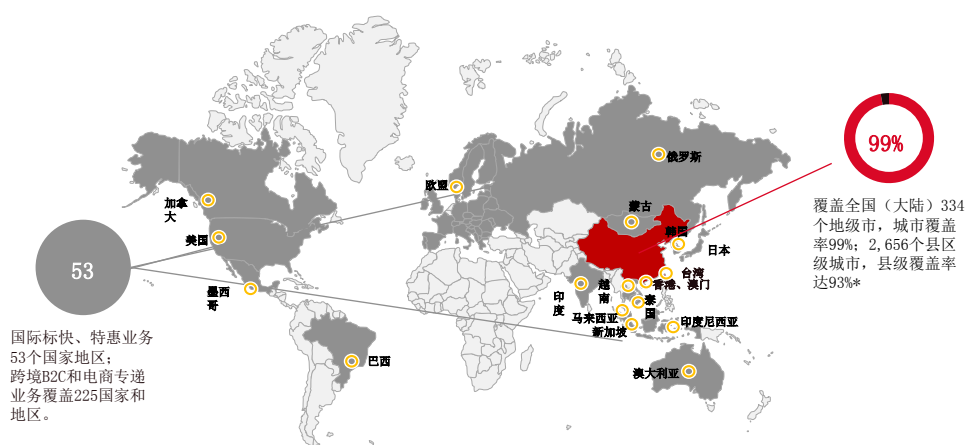 99%
俄罗斯
欧盟
加拿
大
蒙古
覆盖全国（大陆）334
个地级市，城市覆盖
率99%；2,656个县区
级城市，县级覆盖率
达93%*
美国
韩国
日本
53
台湾
香港、澳门
越
南
印
度
墨西
哥
泰
国
马来西亚
新加坡
印度尼西亚
国际标快、特惠业务
53个国家地区；
跨境B2C和电商专递
业务覆盖225国家和
地区。
巴西
澳大利亚